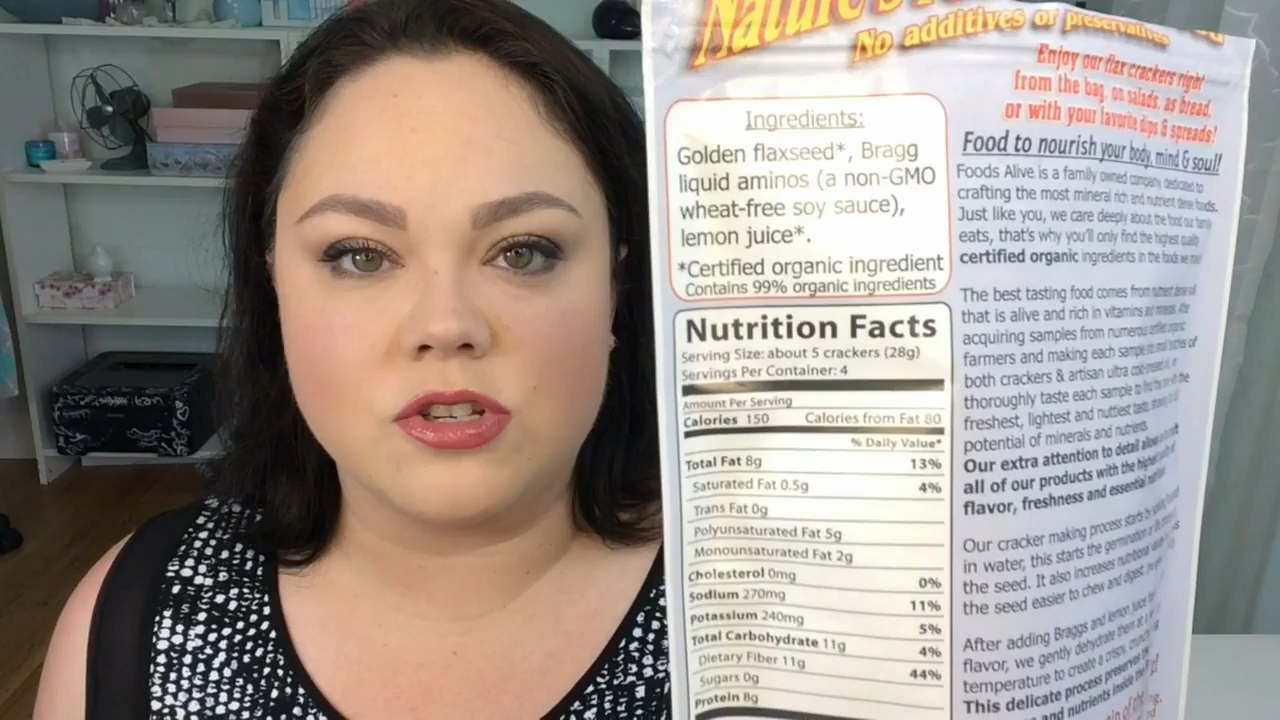 Nature's
No additives or preservatives
Enjoy our flax crackers right
from the bag, on salads, as bread,
or with your favorite dips & spreads!
Ingredients:
Golden flaxseed*, Bragg
liquid aminos (a non-GMO
wheat-free soy sauce),
lemon juice*.
*Certified organic ingredient
Contains 99% organic ingredients
Nutrition Facts
Serving Size: about 5 crackers (28g)
Servings Per Container: 4
Amount Per Serving
Calories 150 Calories from Fat 80
% Daily Value*
Total Fat 8g 13%
Saturated Fat 0.5g 4%
Trans Fat 0g
Polyunsaturated Fat 5g
Monounsaturated Fat 2g
Cholesterol 0mg 0%
Sodium 270mg 11%
Potassium 240mg 5%
Total Carbohydrate 11g 4%
Dietary Fiber 11g 44%
Sugars 0g
Protein 8g
Food to nourish your body, mind & soul!
Foods Alive is a family owned company dedicated to
crafting the most mineral rich and nutrient dense foods.
Just like you, we care deeply about the food our family
eats, that's why you'll only find the highest quality
certified organic ingredients in the foods we
The best tasting food comes from nutrient dense soil
that is alive and rich in vitamins and minerals. After
acquiring samples from numerous certified organic
farmers and making each sample into small batches of
both crackers & artisan ultra cold-pressed oil,
thoroughly taste each sample to find the with the
freshest, lightest and nuttiest taste,
potential of minerals and nutrients.
Our extra attention to detail
all of our products with the
flavor, freshness and essential
Our cracker making process starts by
in water, this starts the germination
the seed. It also increases nutritional
the seed easier to chew and digest.
After adding Braggs and lemon juice
flavor, we gently dehydrate them at a
temperature to create a crispy,
This delicate process preserves
and nutrients inside